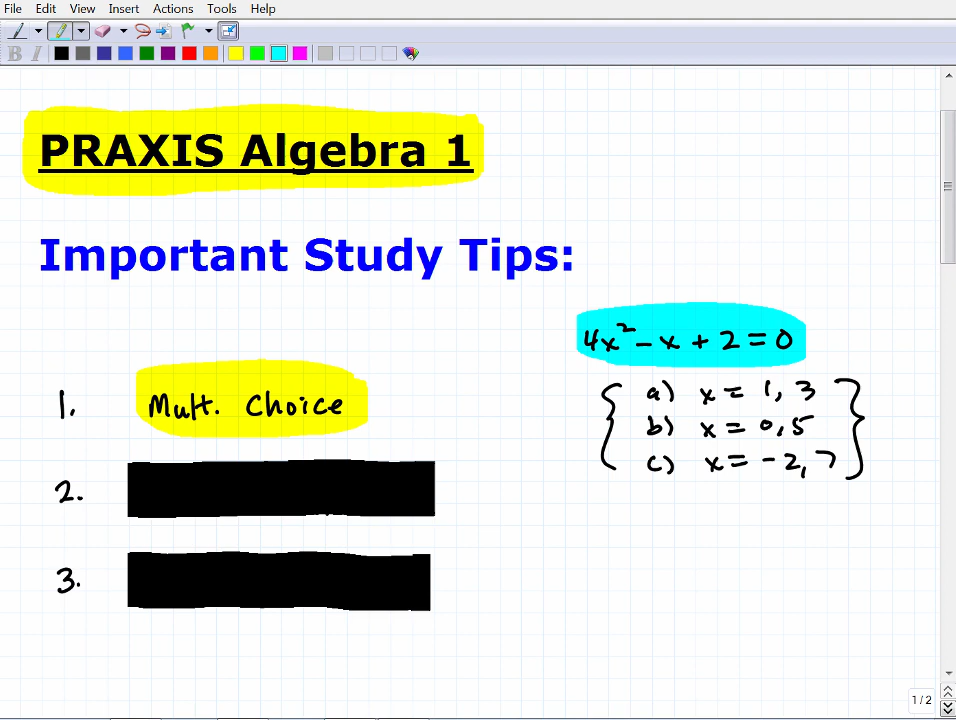 File Edit View Insert Actions Tools Help
B I
PRAXIS Algebra 1
Important Study Tips:
4x² - x + 2 = 0
1. Mult. Choice
a) x = 1, 3
b) x = 0, 5
c) x = -2, 7
2.
3.
1 / 2